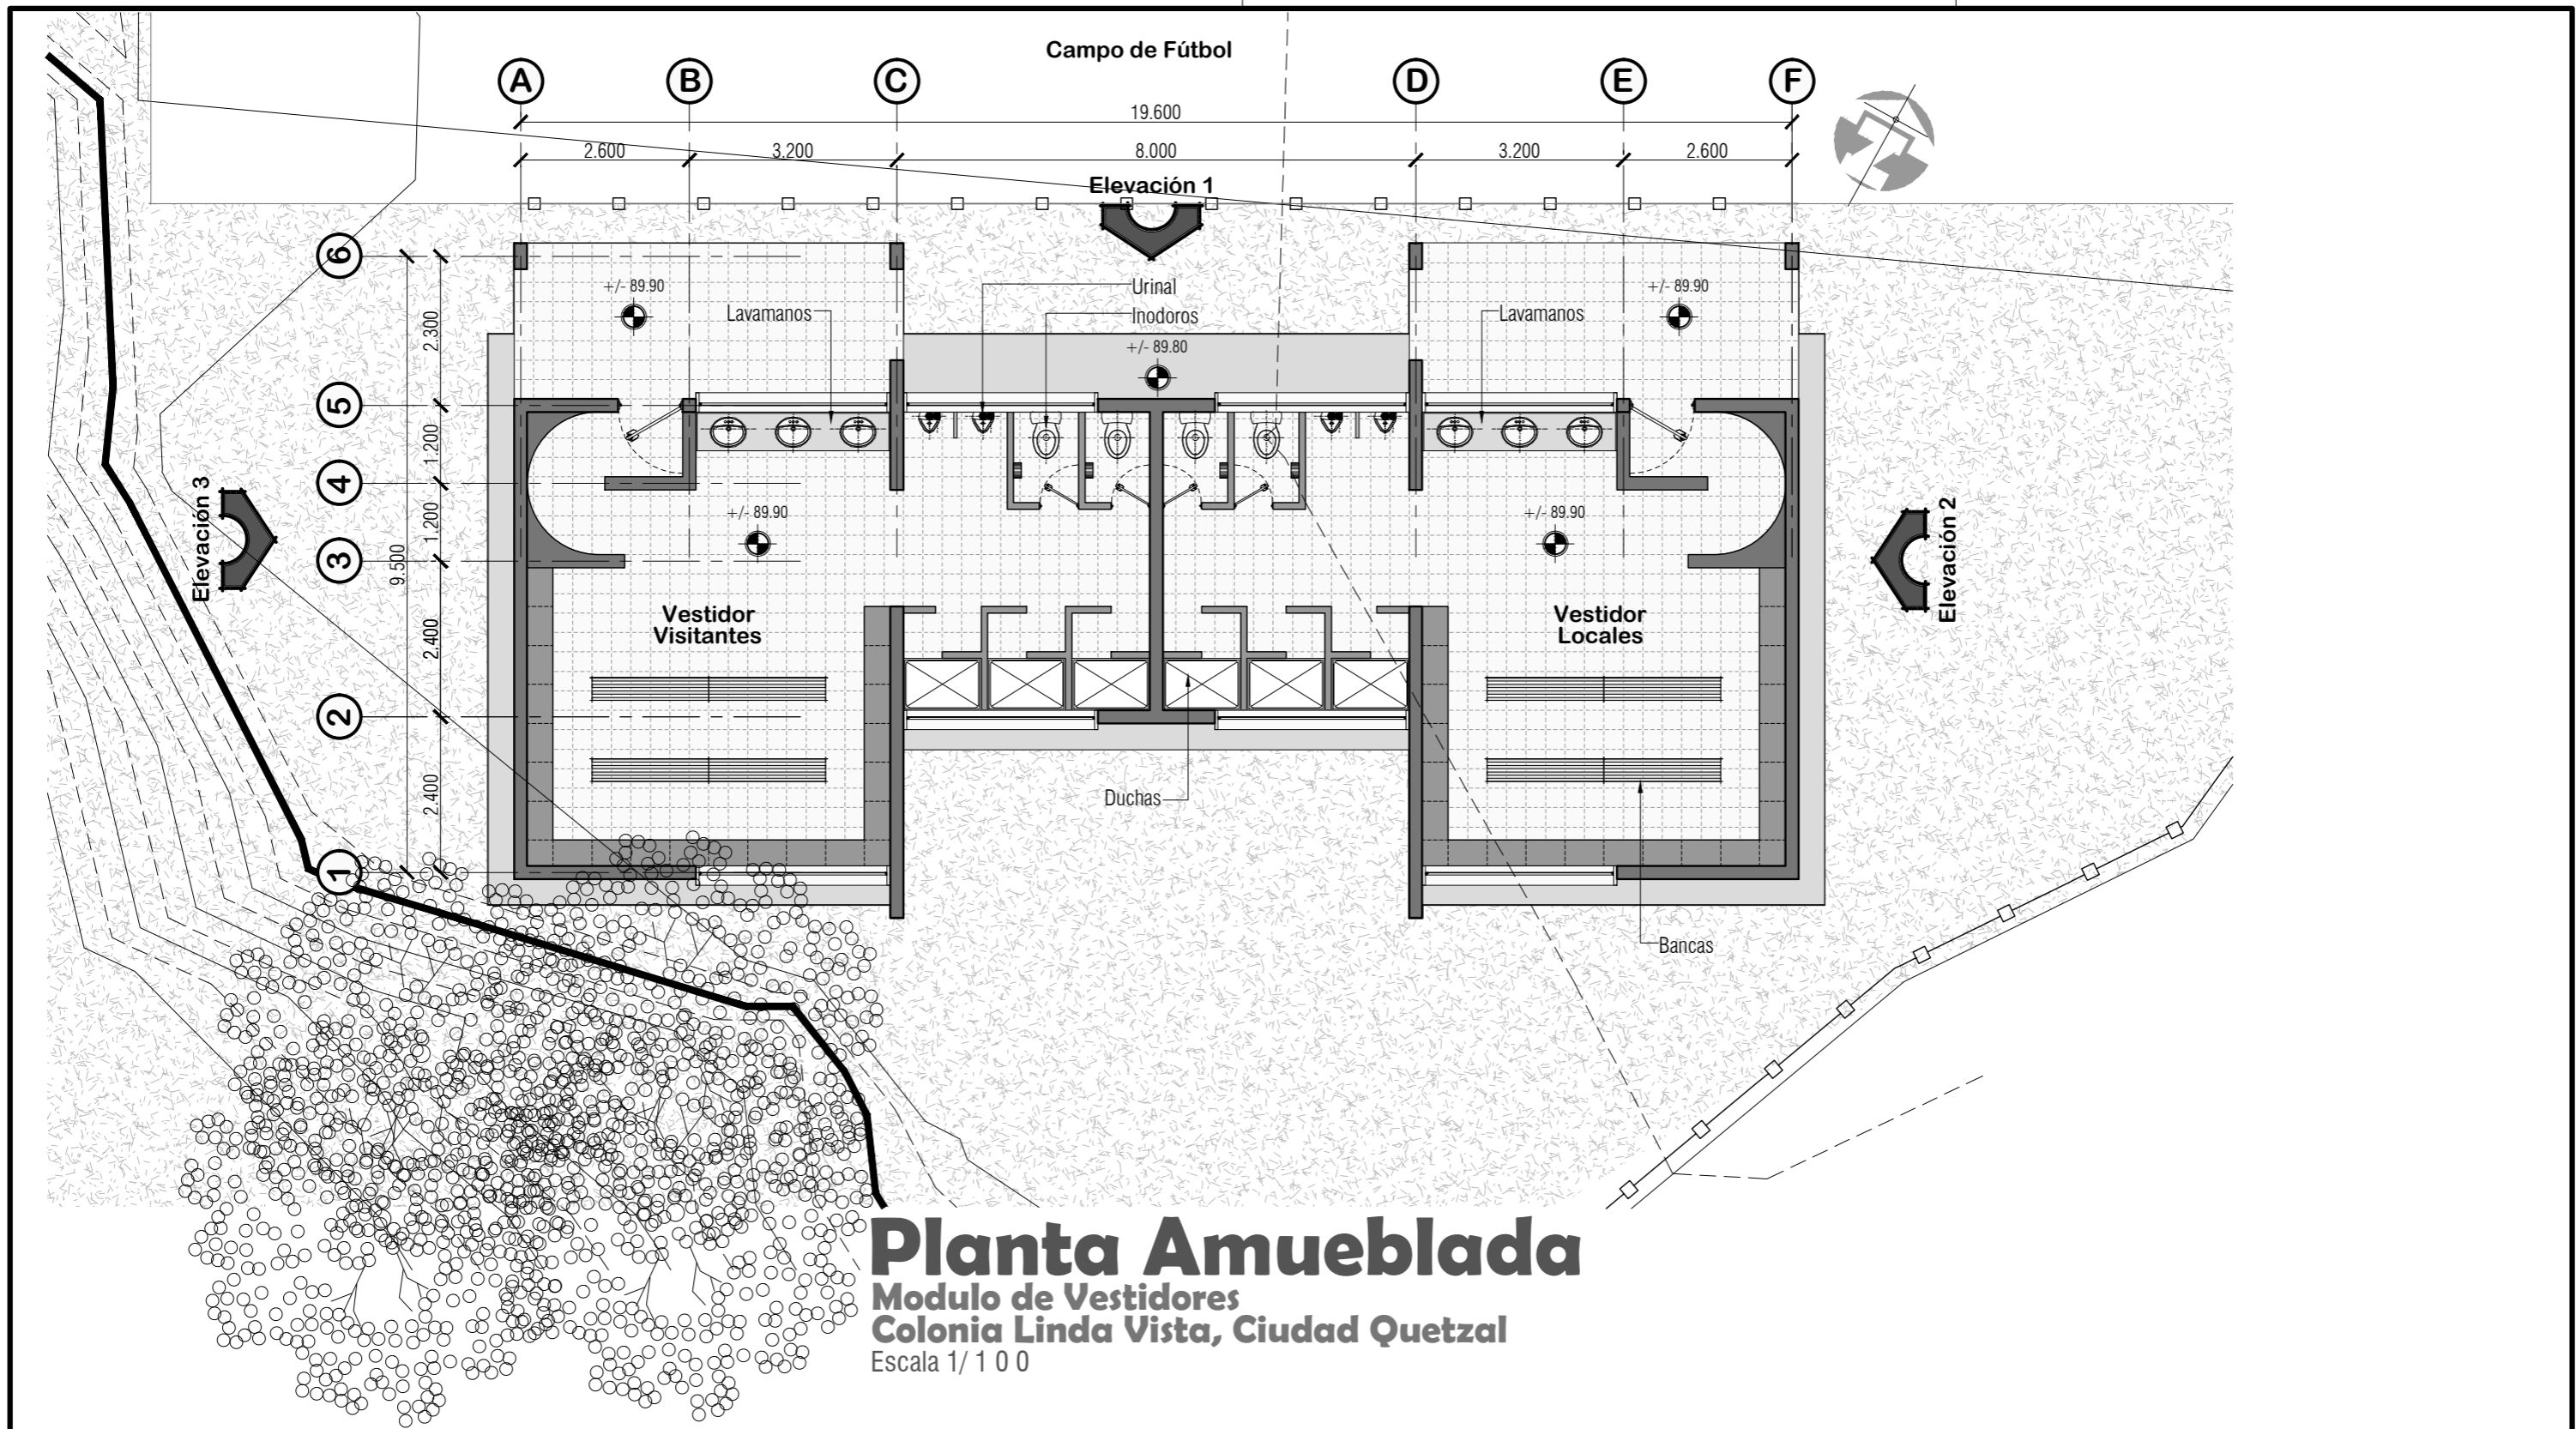 Campo de Fútbol
A B C D E F
19.600
2.600 3.200 8.000 3.200 2.600
Elevación 1
6
5
4
3
2
1
2.300
1.200
1.200
2.400
2.400
9.500
+/- 89.90
Lavamanos
Urinal
Inodoros
+/- 89.80
Lavamanos
+/- 89.90
Elevación 3
+/- 89.90
+/- 89.90
Elevación 2
Vestidor
Visitantes
Vestidor
Locales
Duchas
Bancas
Planta Amueblada
Modulo de Vestidores
Colonia Linda Vista, Ciudad Quetzal
Escala 1/ 1 0 0